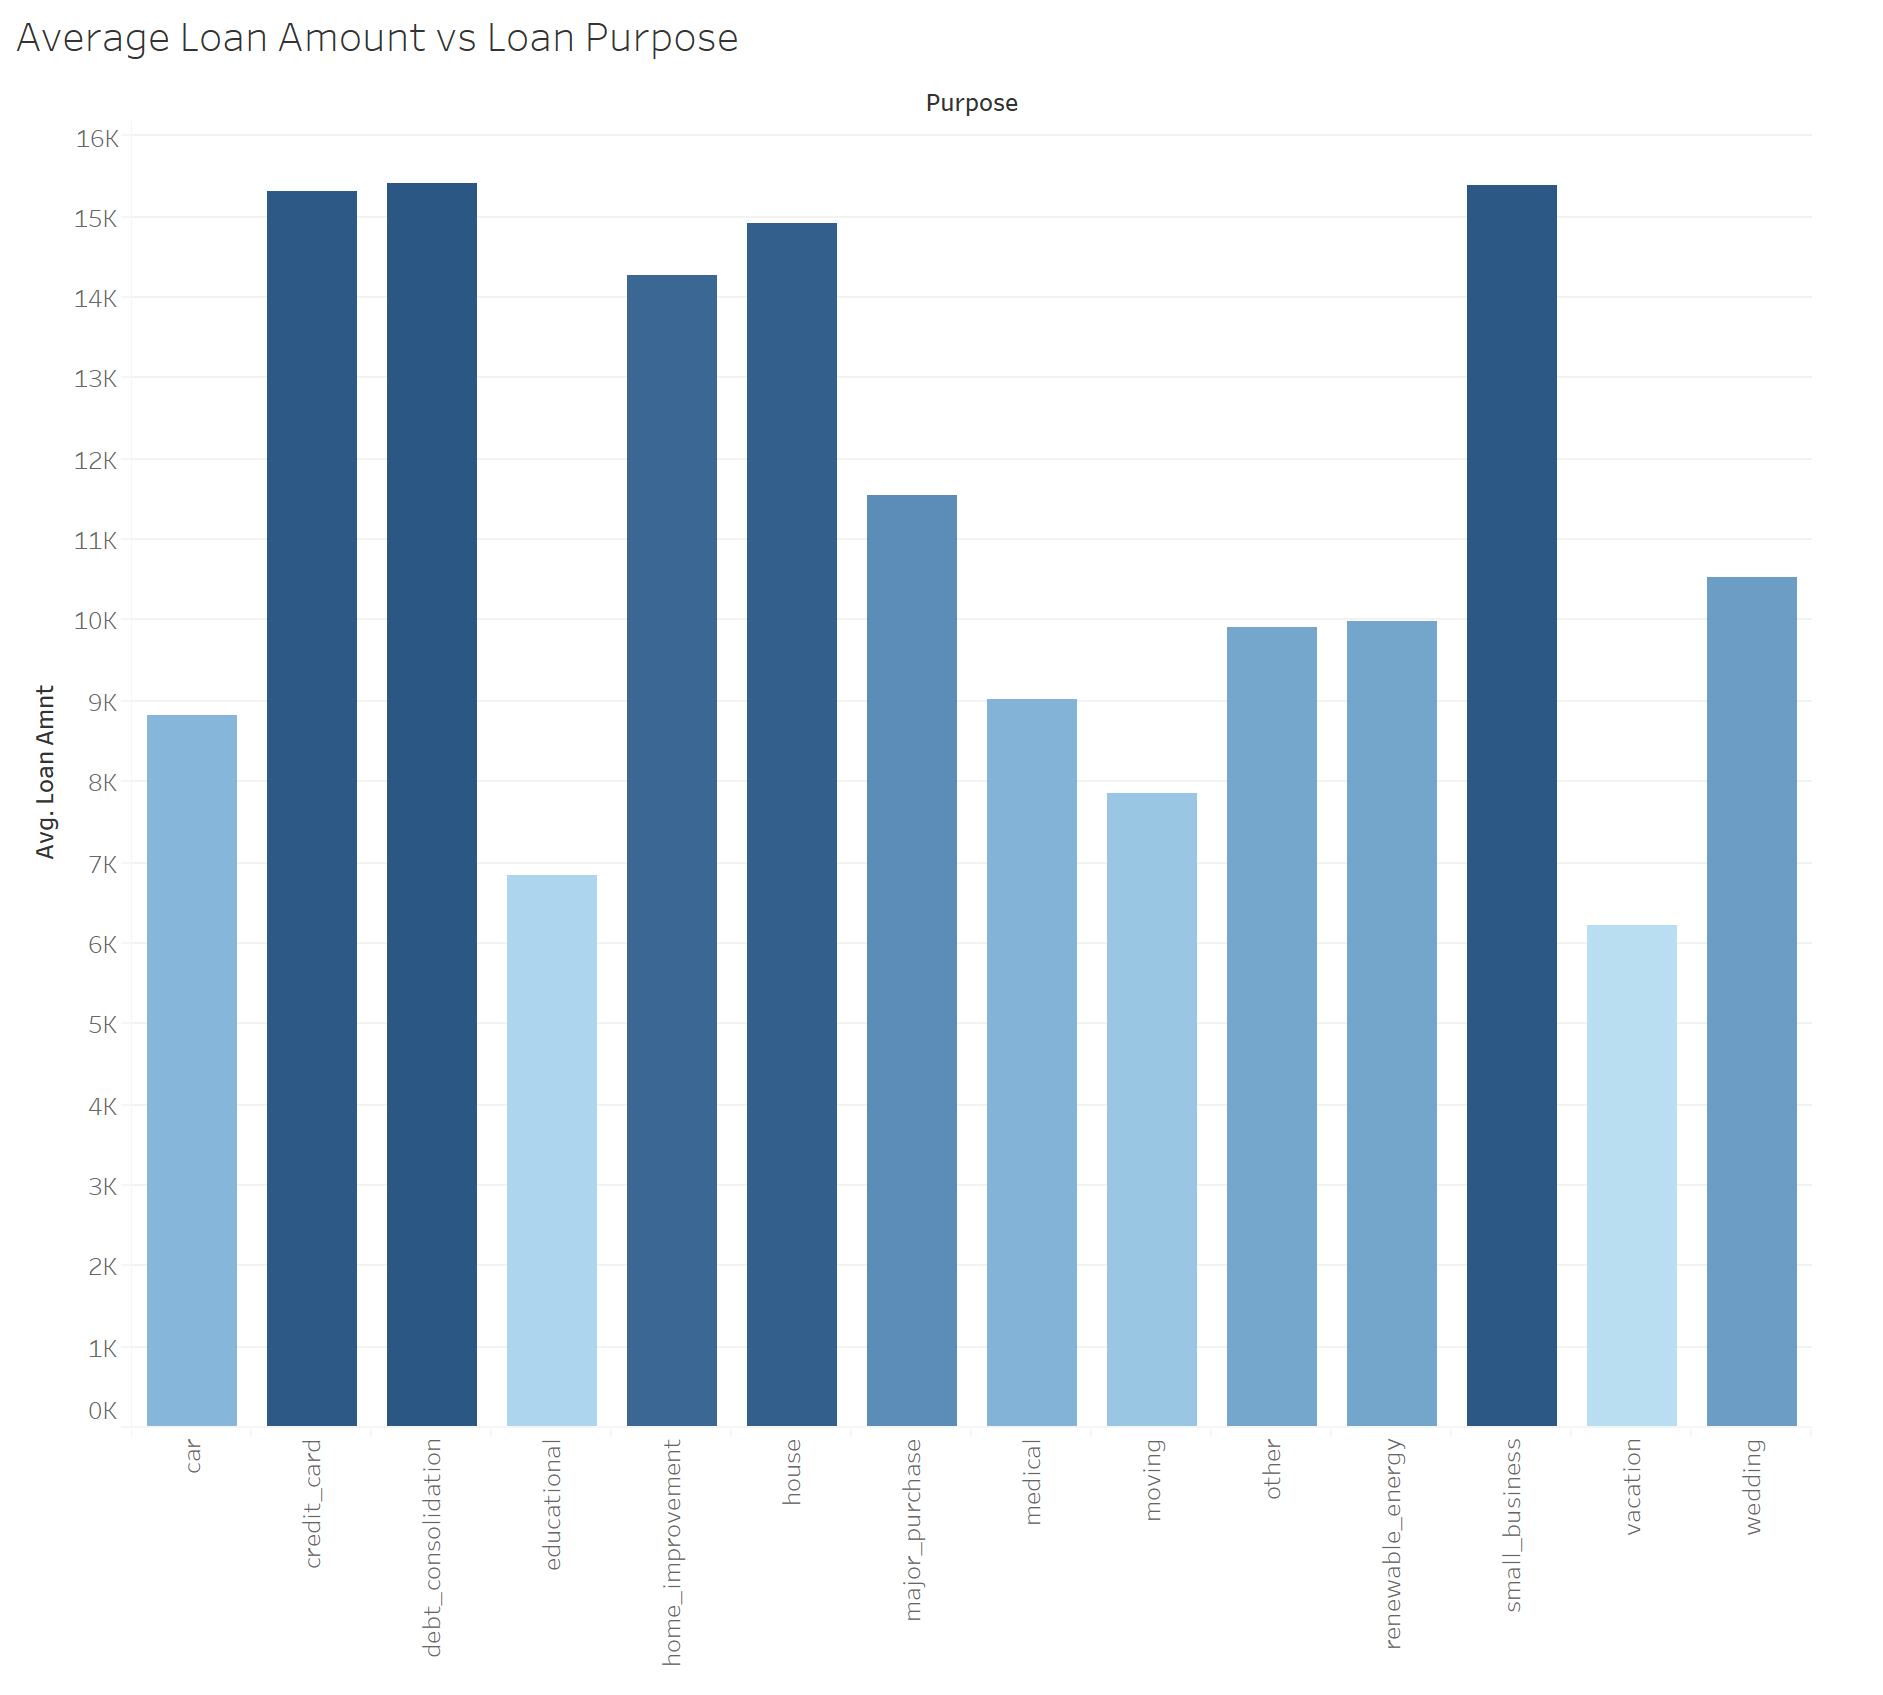 Average Loan Amount vs Loan Purpose
Purpose
16K
15K
14K
13K
12K
11K
10K
9K
8K
7K
6K
5K
4K
3K
2K
1K
0K
Avg. Loan Amnt
car
credit_card
debt_consolidation
educational
home_improvement
house
major_purchase
medical
moving
other
renewable_energy
small_business
vacation
wedding